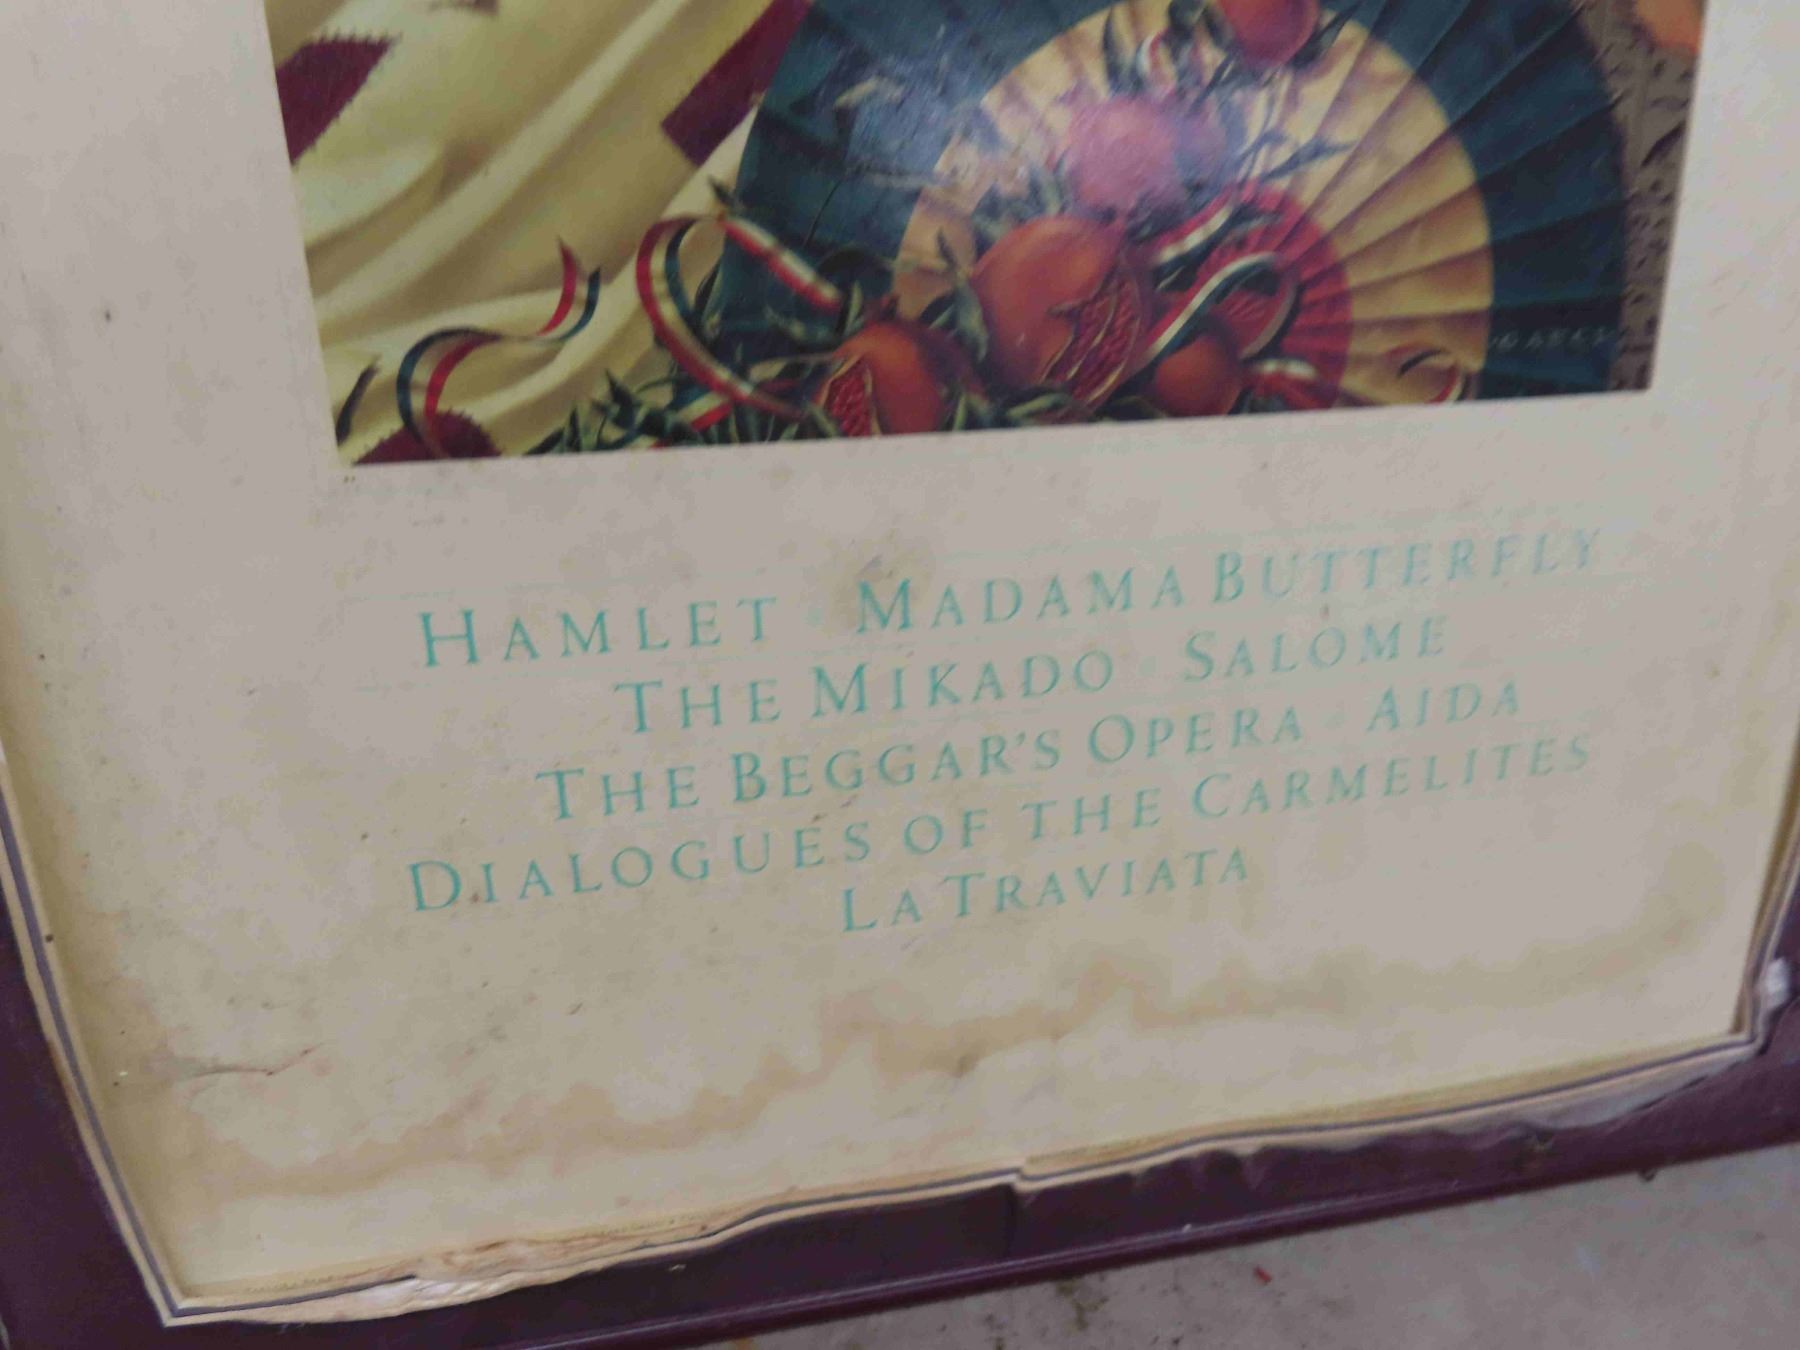 HAMLET · MADAMA BUTTERFLY
THE MIKADO · SALOME
THE BEGGAR'S OPERA · AIDA
DIALOGUES OF THE CARMELITES
LA TRAVIATA